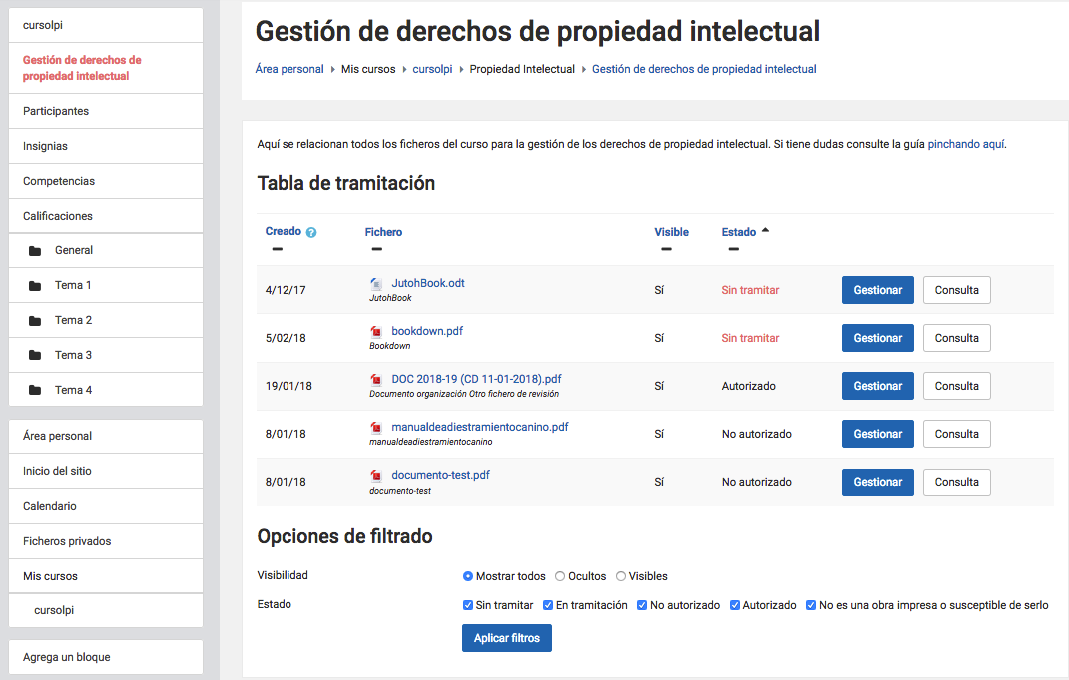 cursolpi
Gestión de derechos de
propiedad intelectual
Participantes
Insignias
Competencias
Calificaciones
General
Tema 1
Tema 2
Tema 3
Tema 4
Área personal
Inicio del sitio
Calendario
Ficheros privados
Mis cursos
cursolpi
Agrega un bloque
Gestión de derechos de propiedad intelectual
Área personal Mis cursos cursolpi Propiedad Intelectual Gestión de derechos de propiedad intelectual
Aquí se relacionan todos los ficheros del curso para la gestión de los derechos de propiedad intelectual. Si tiene dudas consulte la guía pinchando aquí.
Tabla de tramitación
Creado ? Fichero Visible Estado
4/12/17 JutohBook.odt Sí Sin tramitar Gestionar Consulta
JutohBook
5/02/18 bookdown.pdf Sí Sin tramitar Gestionar Consulta
Bookdown
19/01/18 DOC 2018-19 (CD 11-01-2018).pdf Sí Autorizado Gestionar Consulta
Documento organización Otro fichero de revisión
8/01/18 manualdeadiestramientocanino.pdf Sí No autorizado Gestionar Consulta
manualdeadiestramientocanino
8/01/18 documento-test.pdf Sí No autorizado Gestionar Consulta
documento-test
Opciones de filtrado
Visibilidad Mostrar todos Ocultos Visibles
Estado Sin tramitar En tramitación No autorizado Autorizado No es una obra impresa o susceptible de serlo
Aplicar filtros